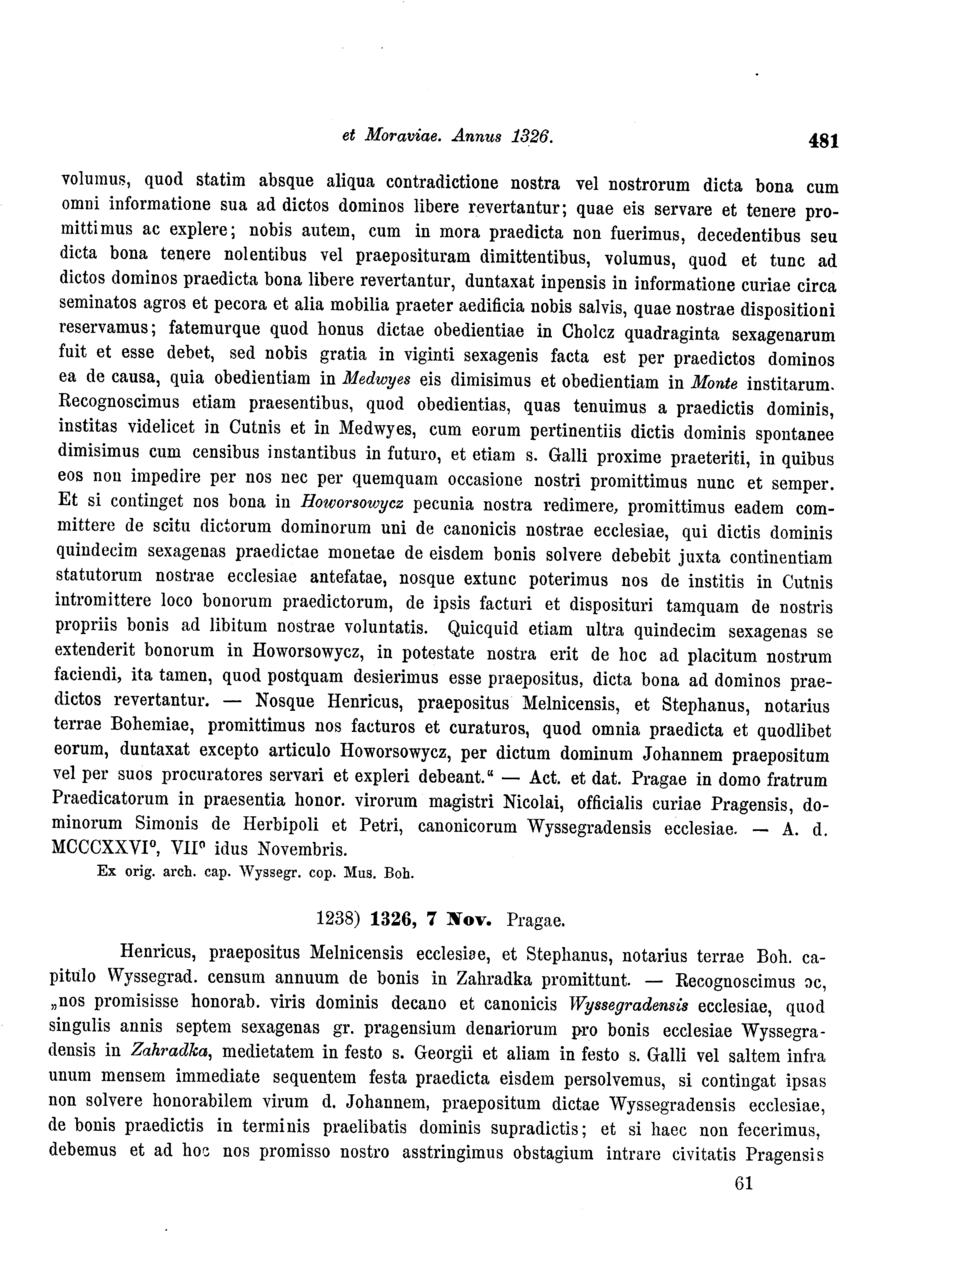 et Moraviae. Annus 1326.
481
volumus, quod statim absque aliqua contradictione nostra vel nostrorum dicta bona cum
omni informatione sua ad dictos dominos libere revertantur; quae eis servare et tenere pro-
mittimus ac explere; nobis autem, cum in mora praedicta non fuerimus, decedentibus seu
dicta bona tenere nolentibus vel praeposituram dimittentibus, volumus, quod et tunc ad
dictos dominos praedicta bona libere revertantur, duntaxat inpensis in informatione curiae circa
seminatos agros et pecora et alia mobilia praeter aedificia nobis salvis, quae nostrae dispositioni
reservamus; fatemurque quod honus dictae obedientiae in Cholcz quadraginta sexagenarum
fuit et esse debet, sed nobis gratia in viginti sexagenis facta est per praedictos dominos
ea de causa, quia obedientiam in Medwyes eis dimisimus et obedientiam in Monte institarum.
Recognoscimus etiam praesentibus, quod obedientias, quas tenuimus a praedictis dominis,
institas videlicet in Cutnis et in Medwyes, cum eorum pertinentiis dictis dominis spontanee
dimisimus cum censibus instantibus in futuro, et etiam s. Galli proxime praeteriti, in quibus
eos non impedire per nos nec per quemquam occasione nostri promittimus nunc et semper.
Et si continget nos bona in Howorsowycz pecunia nostra redimere, promittimus eadem com-
mittere de scitu dictorum dominorum uni de canonicis nostrae ecclesiae, qui dictis dominis
quindecim sexagenas praedictae monetae de eisdem bonis solvere debebit juxta continentiam
statutorum nostrae ecclesiae antefatae, nosque extunc poterimus nos de institis in Cutnis
intromittere loco bonorum praedictorum, de ipsis facturi et disposituri tamquam de nostris
propriis bonis ad libitum nostrae voluntatis. Quicquid etiam ultra quindecim sexagenas se
extenderit bonorum in Howorsowycz, in potestate nostra erit de hoc ad placitum nostrum
faciendi, ita tamen, quod postquam desierimus esse praepositus, dicta bona ad dominos prae-
dictos revertantur. — Nosque Henricus, praepositus Melnicensis, et Stephanus, notarius
terrae Bohemiae, promittimus nos facturos et curaturos, quod omnia praedicta et quodlibet
eorum, duntaxat excepto articulo Howorsowycz, per dictum dominum Johannem praepositum
vel per suos procuratores servari et expleri debeant.“ — Act. et dat. Pragae in domo fratrum
Praedicatorum in praesentia honor. virorum magistri Nicolai, officialis curiae Pragensis, do-
minorum Simonis de Herbipoli et Petri, canonicorum Wyssegradensis ecclesiae. — A. d.
MCCCXXVIº, VIIº idus Novembris.
Ex orig. arch. cap. Wyssegr. cop. Mus. Boh.
1238) 1326, 7 Nov. Pragae.
Henricus, praepositus Melnicensis ecclesiae, et Stephanus, notarius terrae Boh. ca-
pitulo Wyssegrad. censum annuum de bonis in Zahradka promittunt. — Recognoscimus ɔc,
„nos promisisse honorab. viris dominis decano et canonicis Wyssegradensis ecclesiae, quod
singulis annis septem sexagenas gr. pragensium denariorum pro bonis ecclesiae Wyssegra-
densis in Zahradka, medietatem in festo s. Georgii et aliam in festo s. Galli vel saltem infra
unum mensem immediate sequentem festa praedicta eisdem persolvemus, si contingat ipsas
non solvere honorabilem virum d. Johannem, praepositum dictae Wyssegradensis ecclesiae,
de bonis praedictis in terminis praelibatis dominis supradictis; et si haec non fecerimus,
debemus et ad hoc nos promisso nostro asstringimus obstagium intrare civitatis Pragensis
61